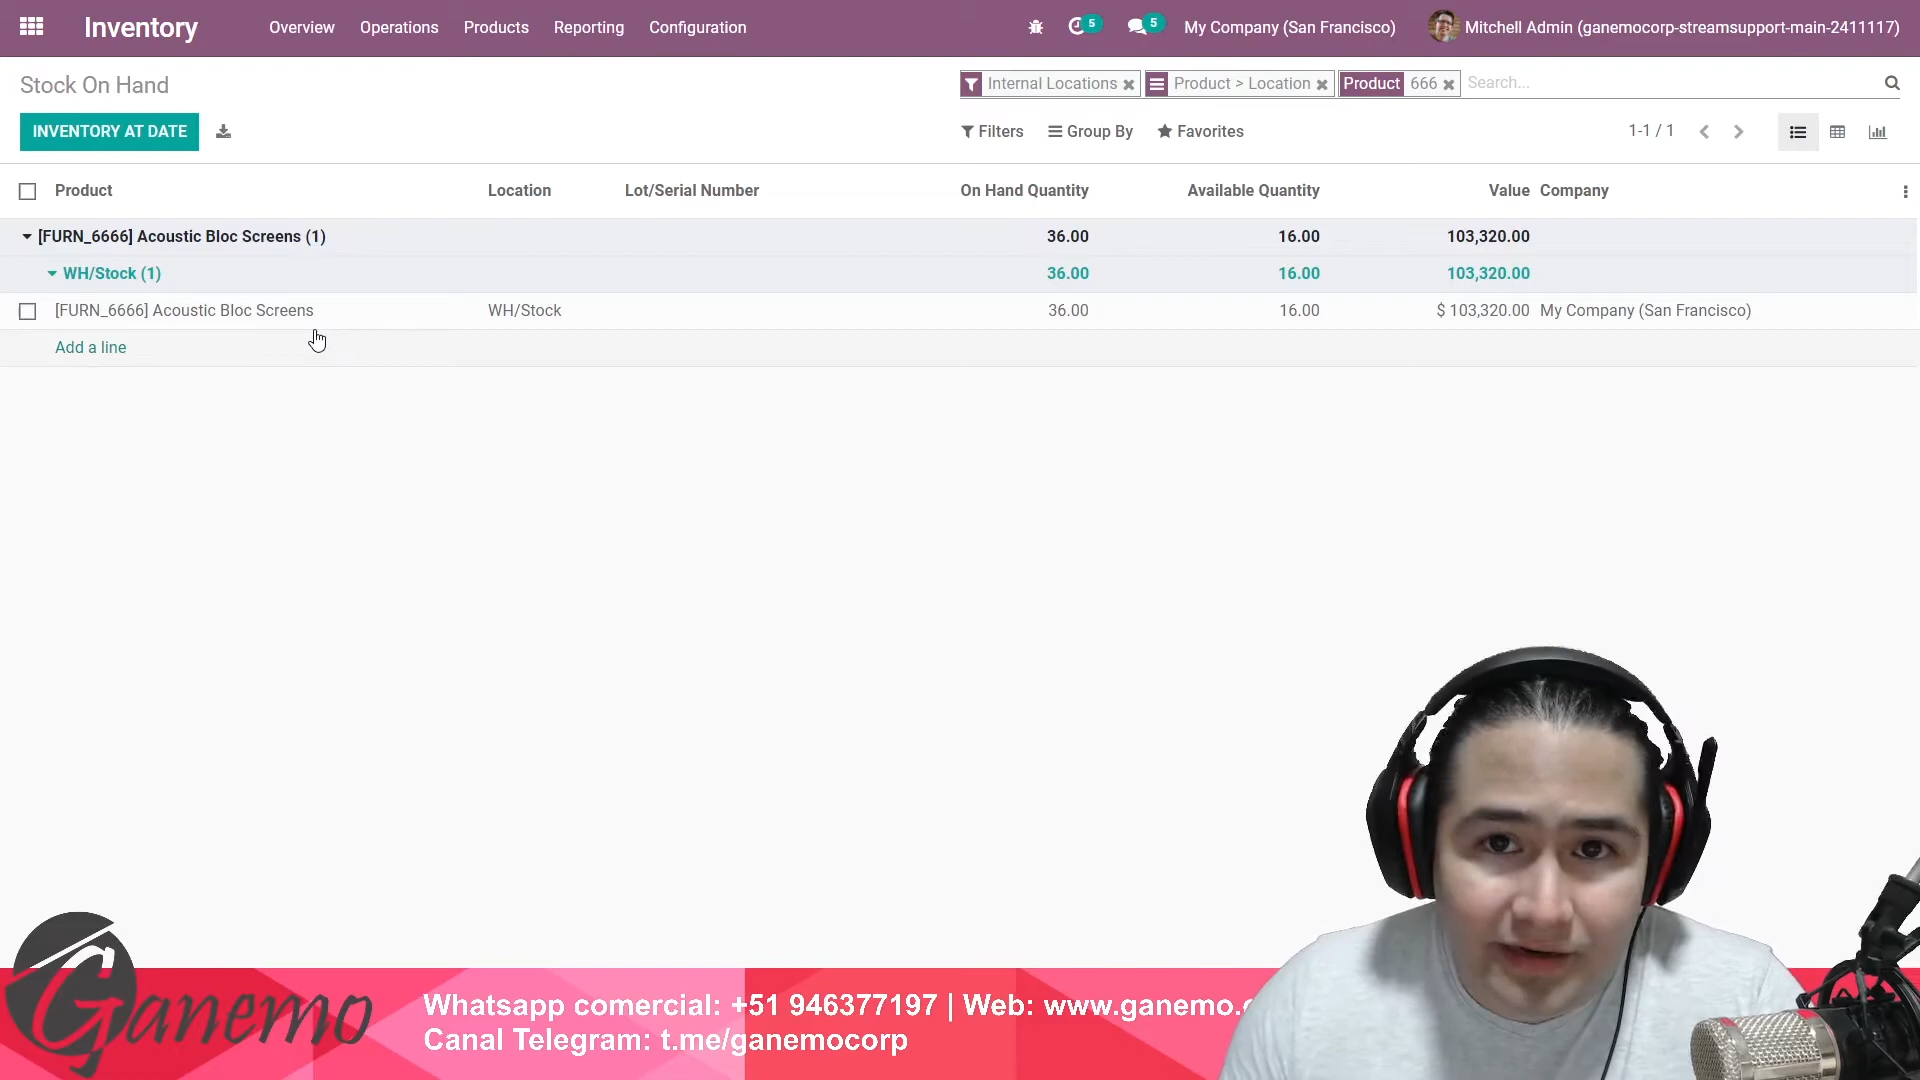 Inventory Overview Operations Products Reporting Configuration 5 5 My Company (San Francisco) Mitchell Admin (ganemocorp-streamsupport-main-2411117)
Stock On Hand Internal Locations Product > Location Product 666 Search...
INVENTORY AT DATE Filters Group By Favorites 1-1 / 1
Product Location Lot/Serial Number On Hand Quantity Available Quantity Value Company
[FURN_6666] Acoustic Bloc Screens (1) 36.00 16.00 103,320.00
WH/Stock (1) 36.00 16.00 103,320.00
[FURN_6666] Acoustic Bloc Screens WH/Stock 36.00 16.00 $ 103,320.00 My Company (San Francisco)
Add a line
Ganemo
Whatsapp comercial: +51 946377197 | Web: www.ganemo.
Canal Telegram: t.me/ganemocorp